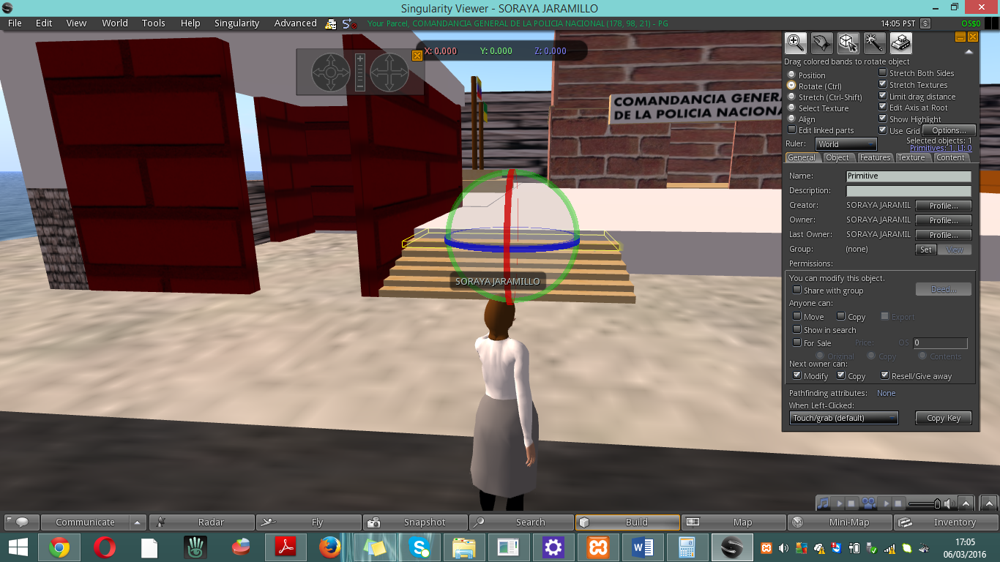 Singularity Viewer - SORAYA JARAMILLO
File Edit View World Tools Help Singularity Advanced
Your Parcel, COMANDANCIA GENERAL DE LA POLICIA NACIONAL (178, 98, 21) - PG
14:05 PST $ OS$0
X: 0.000 Y: 0.000 Z: 0.000
COMANDANCIA GENERA
DE LA POLICIA NACIONA
SORAYA JARAMILLO
Drag colored bands to rotate object
Position
Rotate (Ctrl)
Stretch (Ctrl-Shift)
Select Texture
Align
Edit linked parts
Stretch Both Sides
Stretch Textures
Limit drag distance
Edit Axis at Root
Show Highlight
Use Grid Options...
Ruler: World
Selected objects: 1
Primitives: 1, LI: 0
General Object Features Texture Content
Name: Primitive
Description:
Creator: SORAYA JARAMIL Profile...
Owner: SORAYA JARAMIL Profile...
Last Owner: SORAYA JARAMIL Profile...
Group: (none) Set View
Permissions:
You can modify this object.
Share with group Deed...
Anyone can:
Move Copy Export
Show in search
For Sale Price: OS 0
Original Copy Contents
Next owner can:
Modify Copy Resell/Give away
Pathfinding attributes: None
When Left-Clicked:
Touch/grab (default) Copy Key
Communicate Radar Fly Snapshot Search Build Map Mini-Map Inventory
17:05
06/03/2016